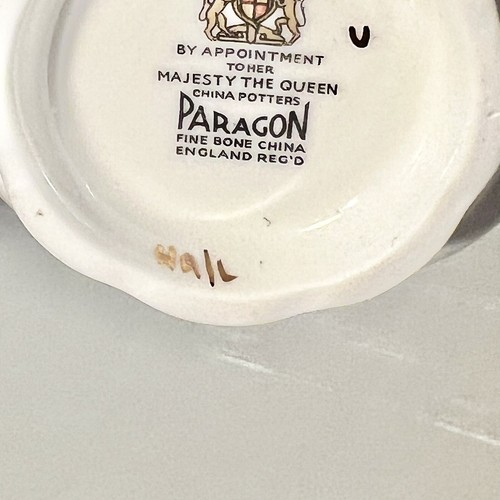 U
BY APPOINTMENT
TO HER
MAJESTY THE QUEEN
CHINA POTTERS
PARAGON
FINE BONE CHINA
ENGLAND REG'D